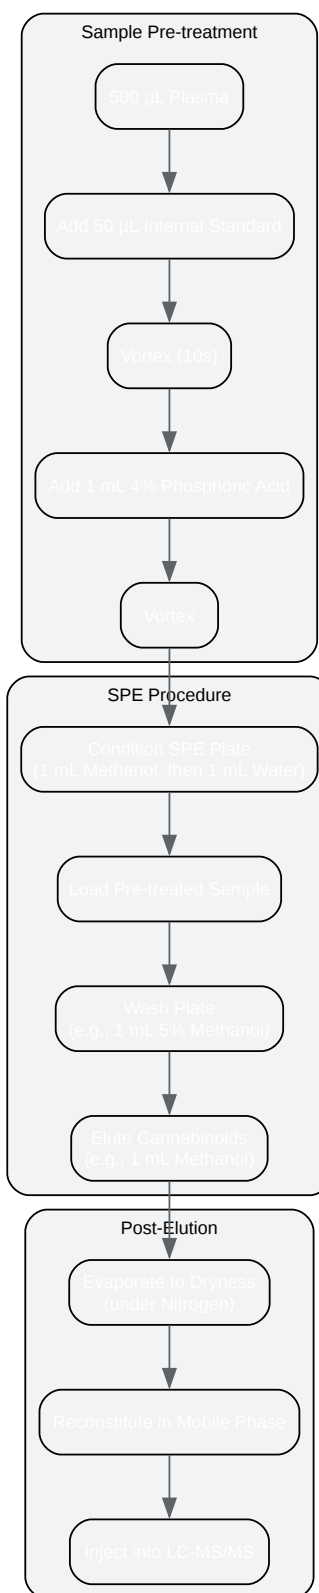 Sample Pre-treatment
500 µL Plasma
Add 50 µL Internal Standard
Vortex (10s)
Add 1 mL 4% Phosphoric Acid
Vortex
SPE Procedure
Condition SPE Plate
(1 mL Methanol, then 1 mL Water)
Load Pre-treated Sample
Wash Plate
(e.g., 1 mL 5% Methanol)
Elute Cannabinoids
(e.g., 1 mL Methanol)
Post-Elution
Evaporate to Dryness
(under Nitrogen)
Reconstitute in Mobile Phase
Inject into LC-MS/MS